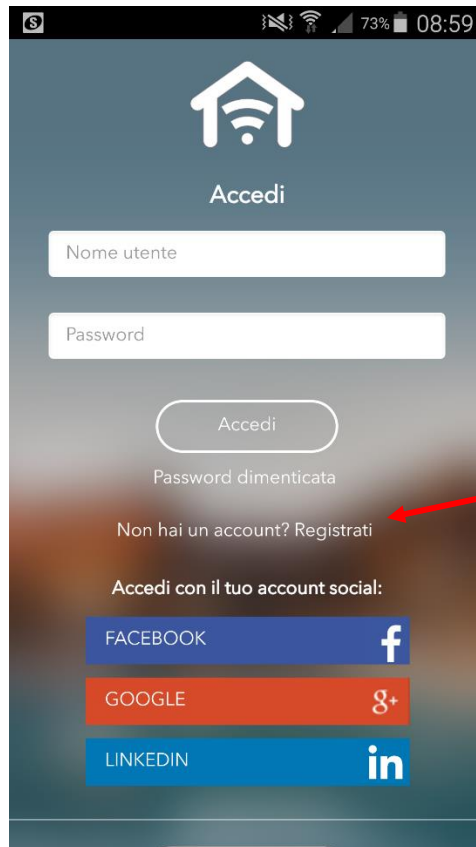 73% 08:59
Accedi
Nome utente
Password
Accedi
Password dimenticata
Non hai un account? Registrati
Accedi con il tuo account social:
FACEBOOK f
GOOGLE g+
LINKEDIN in